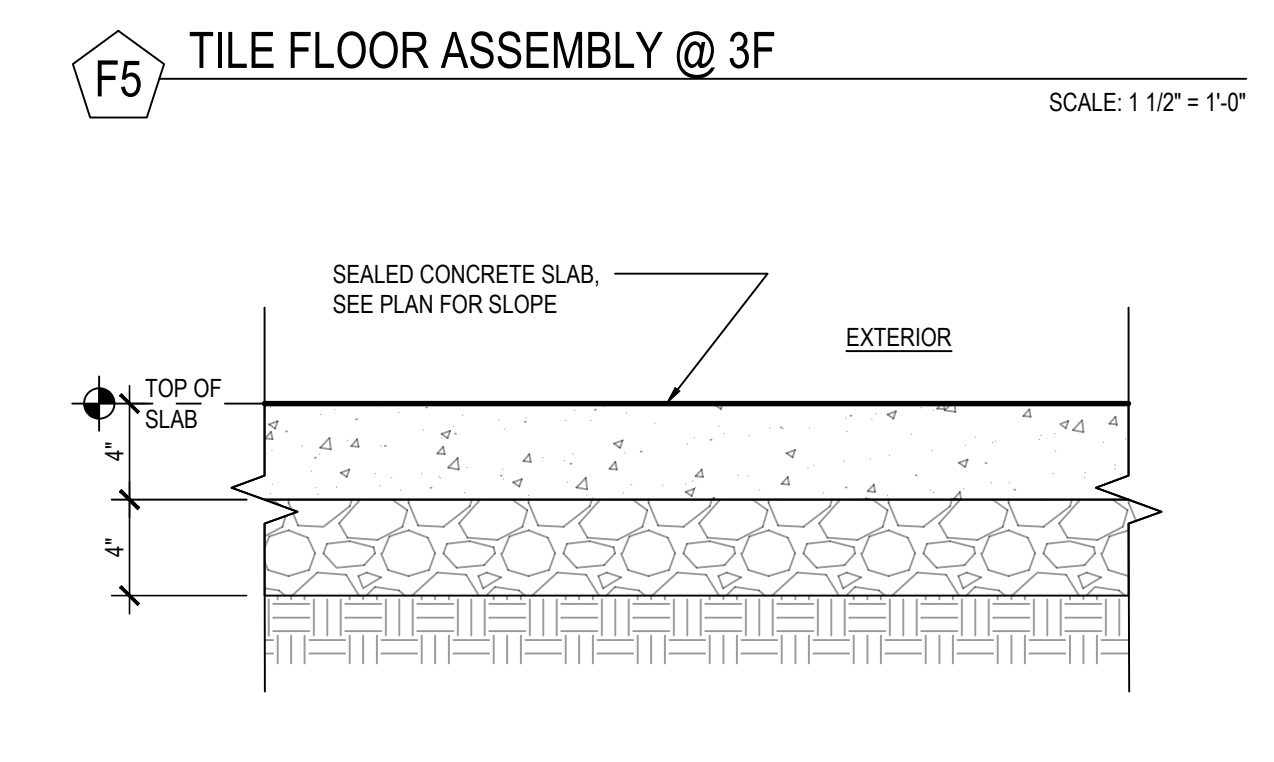 F5
TILE FLOOR ASSEMBLY @ 3F
SCALE: 1 1/2" = 1'-0"
SEALED CONCRETE SLAB,
SEE PLAN FOR SLOPE
EXTERIOR
TOP OF
SLAB
4"
4"